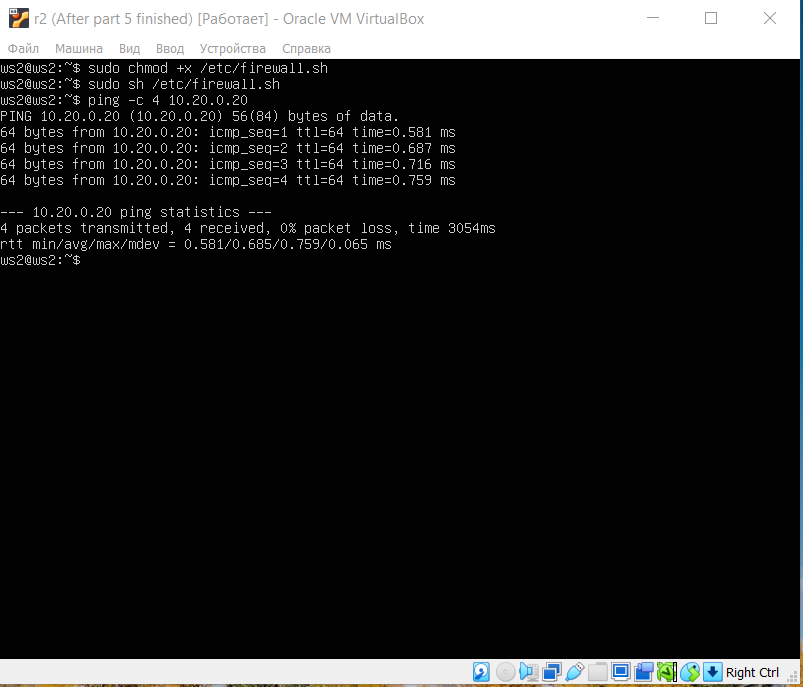 r2 (After part 5 finished) [Работает] - Oracle VM VirtualBox
Файл Машина Вид Ввод Устройства Справка
ws2@ws2:~$ sudo chmod +x /etc/firewall.sh
ws2@ws2:~$ sudo sh /etc/firewall.sh
ws2@ws2:~$ ping -c 4 10.20.0.20
PING 10.20.0.20 (10.20.0.20) 56(84) bytes of data.
64 bytes from 10.20.0.20: icmp_seq=1 ttl=64 time=0.581 ms
64 bytes from 10.20.0.20: icmp_seq=2 ttl=64 time=0.687 ms
64 bytes from 10.20.0.20: icmp_seq=3 ttl=64 time=0.716 ms
64 bytes from 10.20.0.20: icmp_seq=4 ttl=64 time=0.759 ms
--- 10.20.0.20 ping statistics ---
4 packets transmitted, 4 received, 0% packet loss, time 3054ms
rtt min/avg/max/mdev = 0.581/0.685/0.759/0.065 ms
ws2@ws2:~$
Right Ctrl